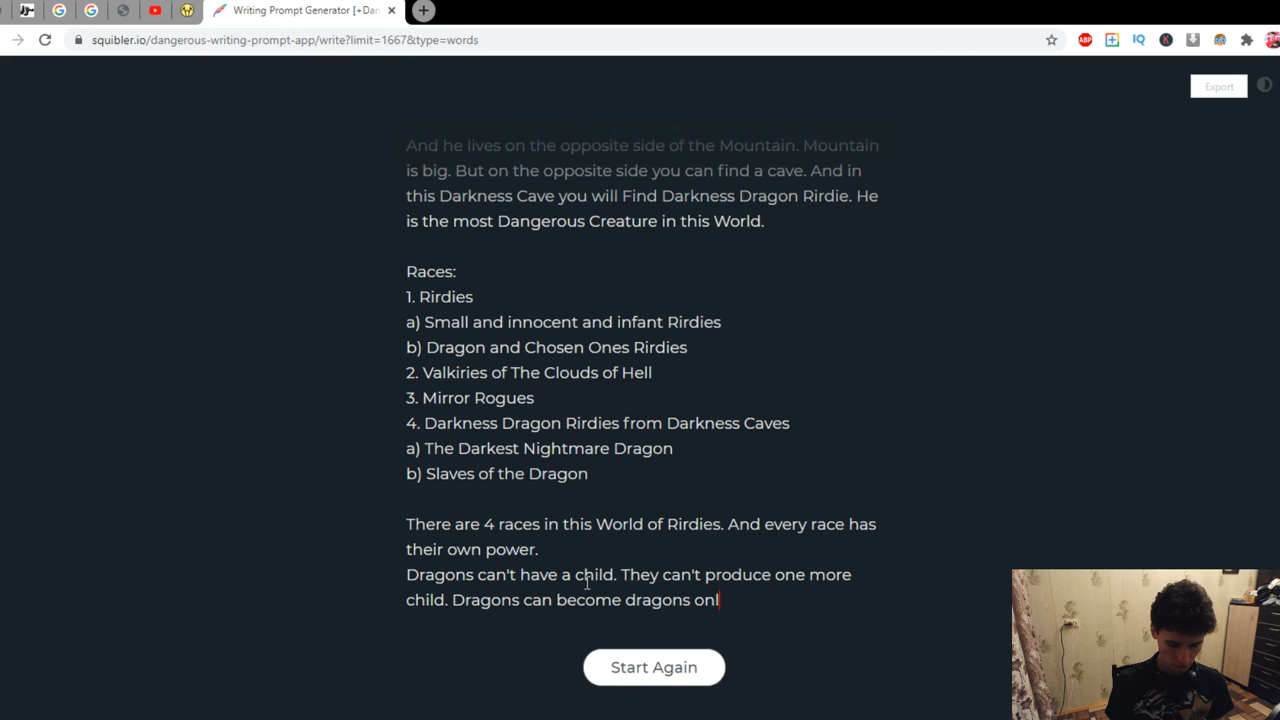 Writing Prompt Generator [+Dan
squibler.io/dangerous-writing-prompt-app/write?limit=1667&type=words
ABP
IQ
K
Export
And he lives on the opposite side of the Mountain. Mountain
is big. But on the opposite side you can find a cave. And in
this Darkness Cave you will Find Darkness Dragon Rirdie. He
is the most Dangerous Creature in this World.
Races:
1. Rirdies
a) Small and innocent and infant Rirdies
b) Dragon and Chosen Ones Rirdies
2. Valkiries of The Clouds of Hell
3. Mirror Rogues
4. Darkness Dragon Rirdies from Darkness Caves
a) The Darkest Nightmare Dragon
b) Slaves of the Dragon
There are 4 races in this World of Rirdies. And every race has
their own power.
Dragons can't have a child. They can't produce one more
child. Dragons can become dragons onl
Start Again